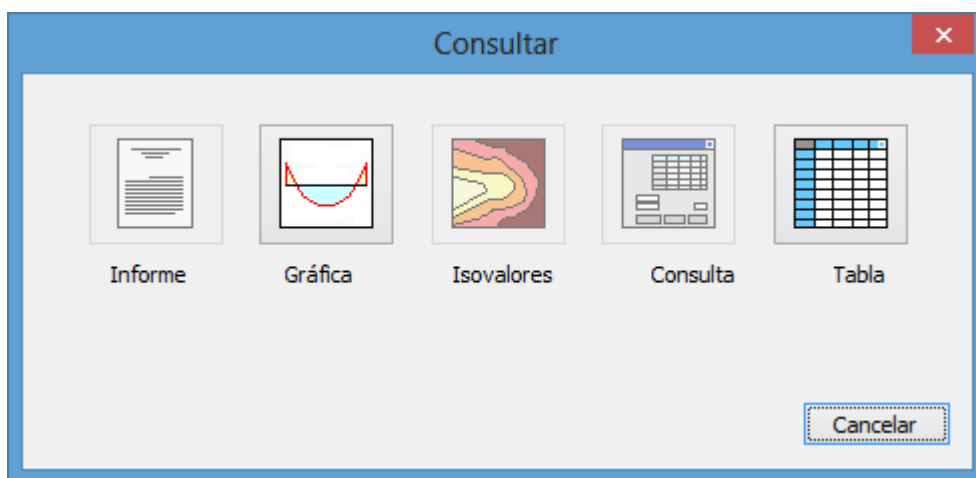 Consultar
Informe
Gráfica
Isovalores
Consulta
Tabla
Cancelar